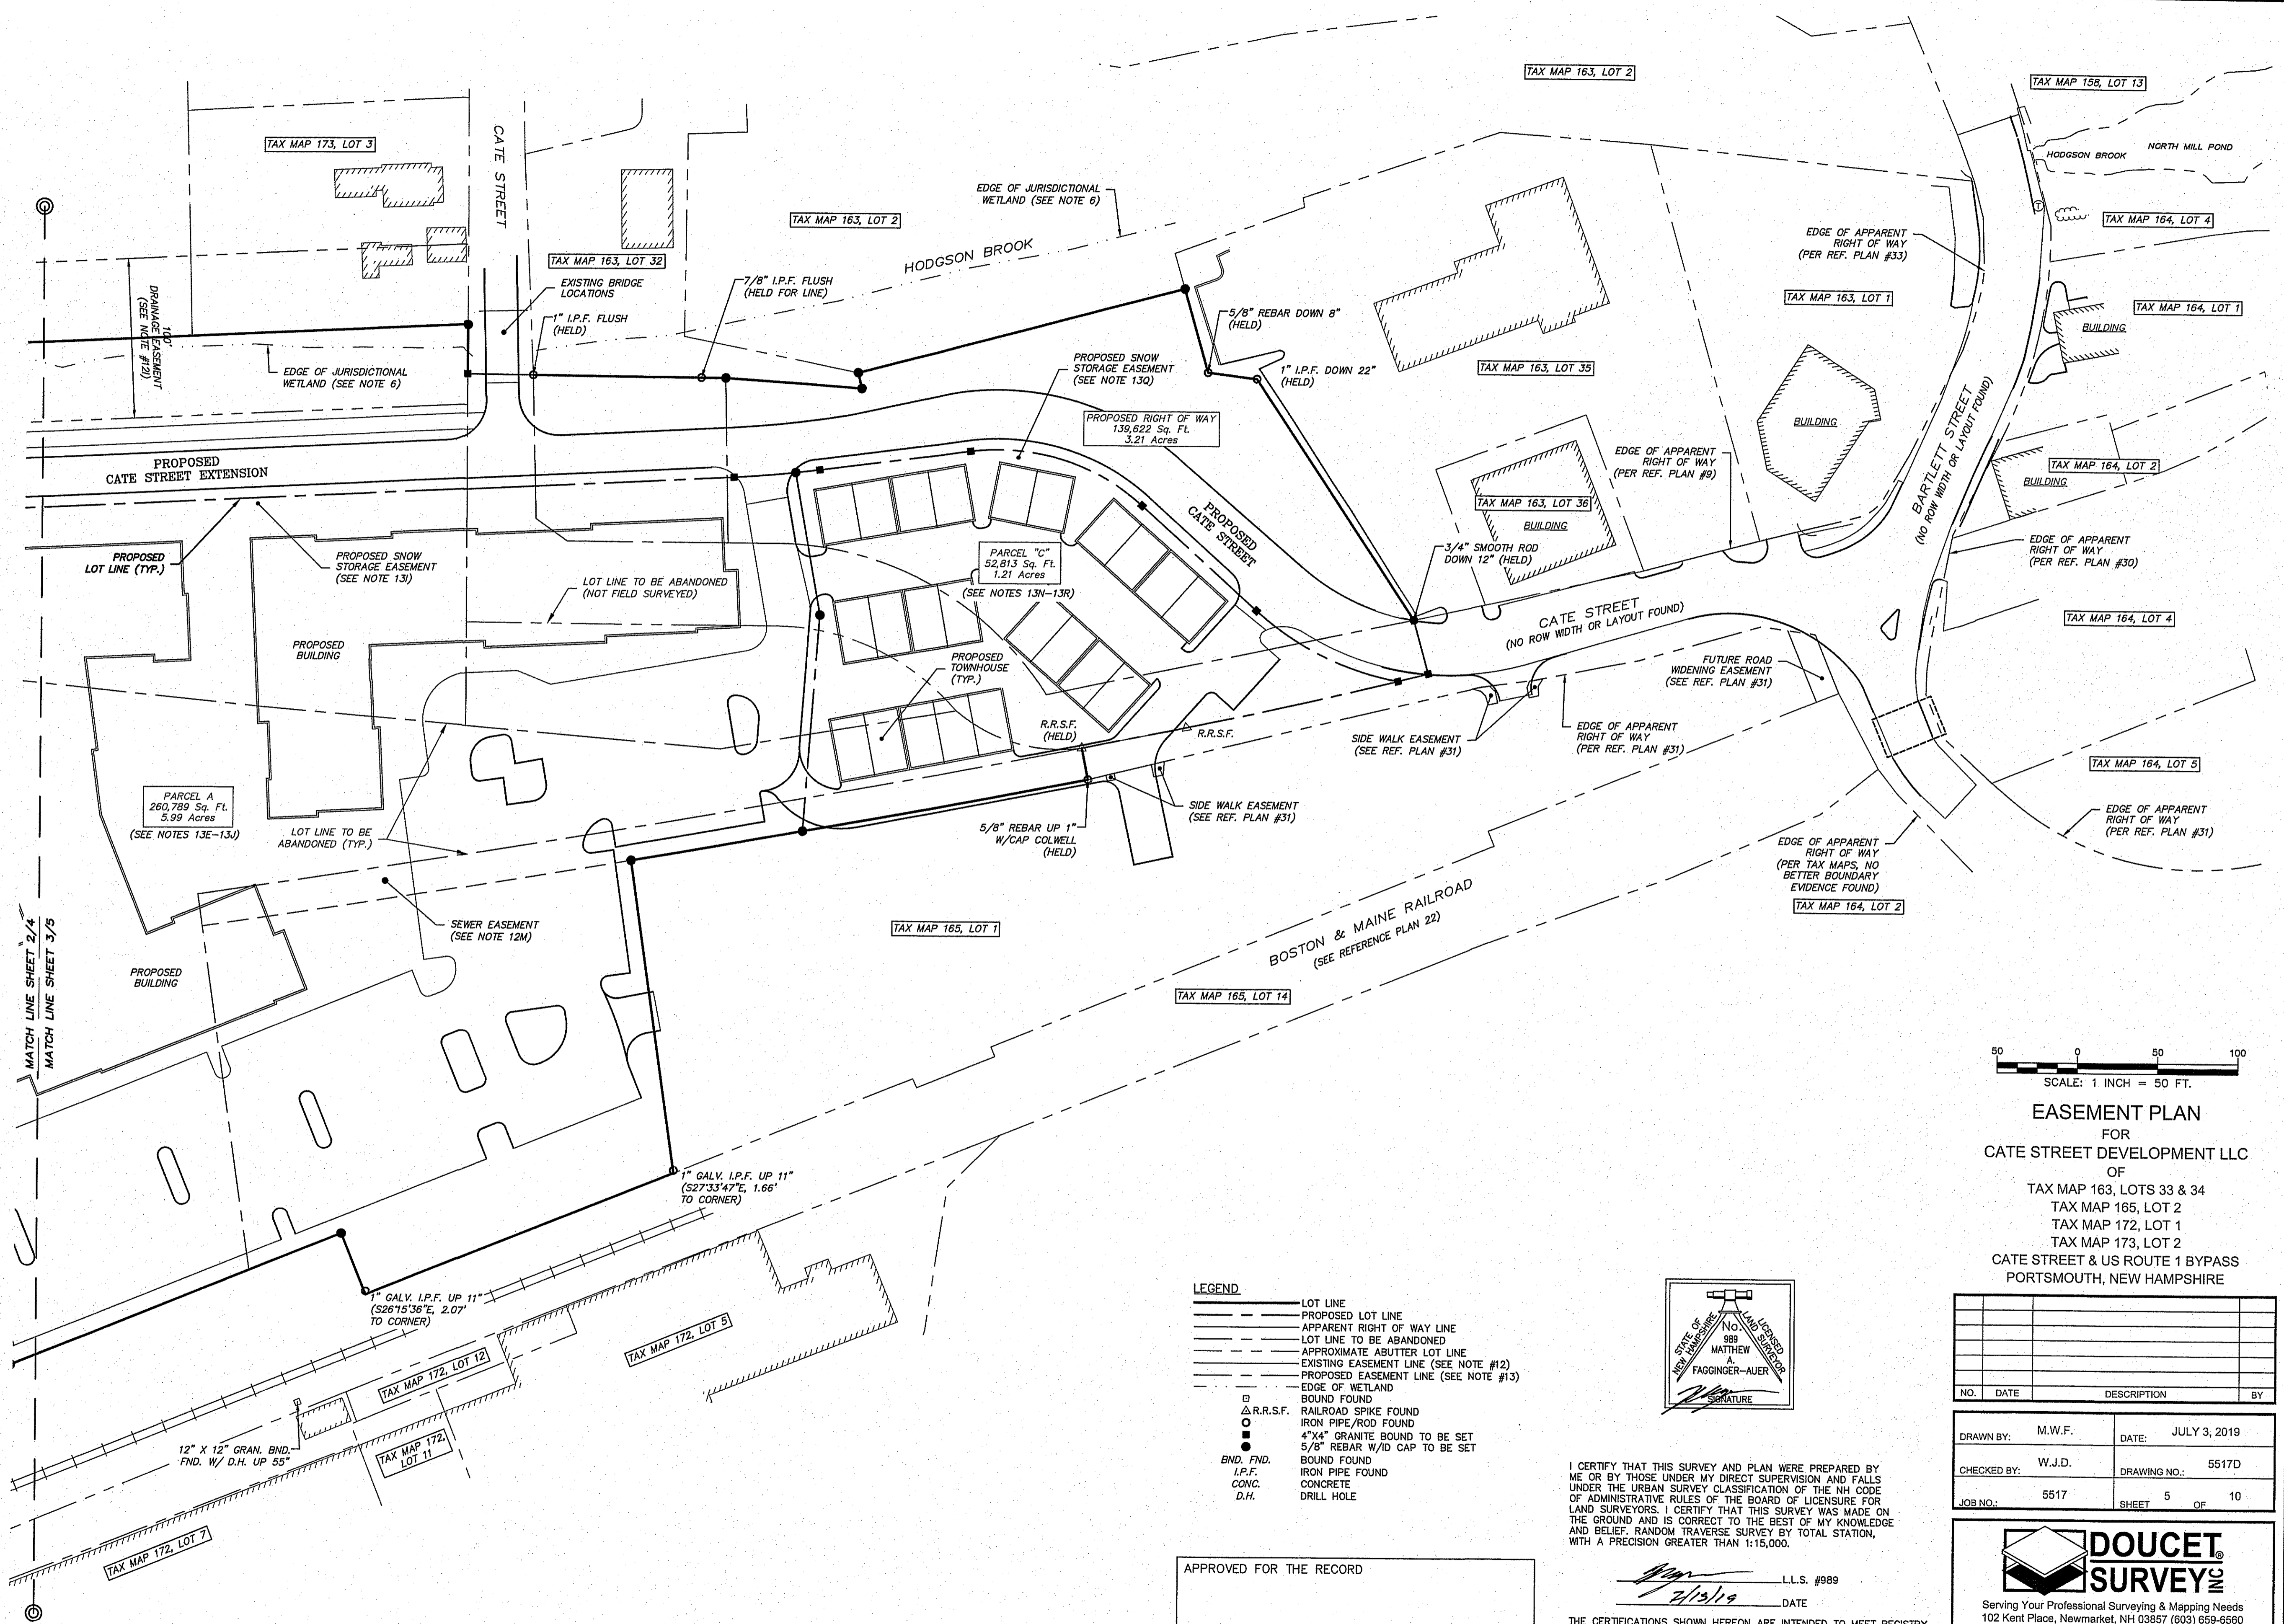 TAX MAP 163, LOT 2
TAX MAP 158, LOT 13
TAX MAP 173, LOT 3
CATE STREET
HODGSON BROOK
NORTH MILL POND
EDGE OF JURISDICTIONAL
WETLAND (SEE NOTE 6)
TAX MAP 163, LOT 2
TAX MAP 164, LOT 4
EDGE OF APPARENT
RIGHT OF WAY
(PER REF. PLAN #33)
HODGSON BROOK
TAX MAP 163, LOT 32
EXISTING BRIDGE
LOCATIONS
7/8" I.P.F. FLUSH
(HELD FOR LINE)
1" I.P.F. FLUSH
(HELD)
100'
DRAINAGE EASEMENT
(SEE NOTE #12I)
5/8" REBAR DOWN 8"
(HELD)
TAX MAP 163, LOT 1
TAX MAP 164, LOT 1
BUILDING
EDGE OF JURISDICTIONAL
WETLAND (SEE NOTE 6)
PROPOSED SNOW
STORAGE EASEMENT
(SEE NOTE 13Q)
1" I.P.F. DOWN 22"
(HELD)
TAX MAP 163, LOT 35
PROPOSED RIGHT OF WAY
139,622 Sq. Ft.
3.21 Acres
BUILDING
BARTLETT STREET
(NO ROW WIDTH OR LAYOUT FOUND)
PROPOSED
CATE STREET EXTENSION
EDGE OF APPARENT
RIGHT OF WAY
(PER REF. PLAN #9)
TAX MAP 164, LOT 2
BUILDING
TAX MAP 163, LOT 36
BUILDING
PROPOSED
CATE STREET
PROPOSED
LOT LINE (TYP.)
PROPOSED SNOW
STORAGE EASEMENT
(SEE NOTE 13I)
PARCEL "C"
52,813 Sq. Ft.
1.21 Acres
(SEE NOTES 13N-13R)
3/4" SMOOTH ROD
DOWN 12" (HELD)
EDGE OF APPARENT
RIGHT OF WAY
(PER REF. PLAN #30)
LOT LINE TO BE ABANDONED
(NOT FIELD SURVEYED)
CATE STREET
(NO ROW WIDTH OR LAYOUT FOUND)
TAX MAP 164, LOT 4
PROPOSED
BUILDING
PROPOSED
TOWNHOUSE
(TYP.)
FUTURE ROAD
WIDENING EASEMENT
(SEE REF. PLAN #31)
R.R.S.F.
(HELD)
R.R.S.F.
SIDE WALK EASEMENT
(SEE REF. PLAN #31)
EDGE OF APPARENT
RIGHT OF WAY
(PER REF. PLAN #31)
TAX MAP 164, LOT 5
PARCEL A
260,789 Sq. Ft.
5.99 Acres
(SEE NOTES 13E-13J)
LOT LINE TO BE
ABANDONED (TYP.)
SIDE WALK EASEMENT
(SEE REF. PLAN #31)
5/8" REBAR UP 1"
W/CAP COLWELL
(HELD)
EDGE OF APPARENT
RIGHT OF WAY
(PER REF. PLAN #31)
EDGE OF APPARENT
RIGHT OF WAY
(PER TAX MAPS, NO
BETTER BOUNDARY
EVIDENCE FOUND)
TAX MAP 164, LOT 2
SEWER EASEMENT
(SEE NOTE 12M)
TAX MAP 165, LOT 1
BOSTON & MAINE RAILROAD
(SEE REFERENCE PLAN 22)
MATCH LINE SHEET 2/4
MATCH LINE SHEET 3/5
PROPOSED
BUILDING
TAX MAP 165, LOT 14
1" GALV. I.P.F. UP 11"
(S27°33'47"E, 1.66'
TO CORNER)
1" GALV. I.P.F. UP 11"
(S26°15'36"E, 2.07'
TO CORNER)
TAX MAP 172, LOT 5
TAX MAP 172, LOT 12
12" X 12" GRAN. BND.
FND. W/ D.H. UP 55"
TAX MAP 172,
LOT 11
TAX MAP 172, LOT 7
LEGEND
LOT LINE
PROPOSED LOT LINE
APPARENT RIGHT OF WAY LINE
LOT LINE TO BE ABANDONED
APPROXIMATE ABUTTER LOT LINE
EXISTING EASEMENT LINE (SEE NOTE #12)
PROPOSED EASEMENT LINE (SEE NOTE #13)
EDGE OF WETLAND
BOUND FOUND
R.R.S.F. RAILROAD SPIKE FOUND
IRON PIPE/ROD FOUND
4"X4" GRANITE BOUND TO BE SET
5/8" REBAR W/ID CAP TO BE SET
BND. FND. BOUND FOUND
I.P.F. IRON PIPE FOUND
CONC. CONCRETE
D.H. DRILL HOLE
APPROVED FOR THE RECORD
STATE OF
NEW HAMPSHIRE
LICENSED
LAND SURVEYOR
No.
989
MATTHEW
A.
FAGGINGER-AUER
SIGNATURE
I CERTIFY THAT THIS SURVEY AND PLAN WERE PREPARED BY
ME OR BY THOSE UNDER MY DIRECT SUPERVISION AND FALLS
UNDER THE URBAN SURVEY CLASSIFICATION OF THE NH CODE
OF ADMINISTRATIVE RULES OF THE BOARD OF LICENSURE FOR
LAND SURVEYORS. I CERTIFY THAT THIS SURVEY WAS MADE ON
THE GROUND AND IS CORRECT TO THE BEST OF MY KNOWLEDGE
AND BELIEF. RANDOM TRAVERSE SURVEY BY TOTAL STATION,
WITH A PRECISION GREATER THAN 1:15,000.
L.L.S. #989
DATE
THE CERTIFICATIONS SHOWN HEREON ARE INTENDED TO MEET REGISTRY
50 0 50 100
SCALE: 1 INCH = 50 FT.
EASEMENT PLAN
FOR
CATE STREET DEVELOPMENT LLC
OF
TAX MAP 163, LOTS 33 & 34
TAX MAP 165, LOT 2
TAX MAP 172, LOT 1
TAX MAP 173, LOT 2
CATE STREET & US ROUTE 1 BYPASS
PORTSMOUTH, NEW HAMPSHIRE
NO. DATE DESCRIPTION BY
DRAWN BY: M.W.F. DATE: JULY 3, 2019
CHECKED BY: W.J.D. DRAWING NO.: 5517D
JOB NO.: 5517 SHEET 5 OF 10
DOUCET
SURVEY INC
Serving Your Professional Surveying & Mapping Needs
102 Kent Place, Newmarket, NH 03857 (603) 659-6560